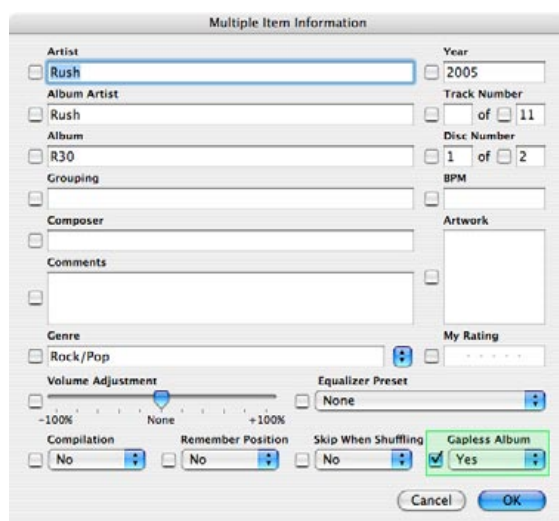 Multiple Item Information
Artist Year
Rush 2005
Album Artist Track Number
Rush of 11
Album Disc Number
R30 1 of 2
Grouping BPM
Composer Artwork
Comments
Genre My Rating
Rock/Pop
Volume Adjustment Equalizer Preset
None
-100% None +100%
Compilation Remember Position Skip When Shuffling Gapless Album
No No No Yes
Cancel OK